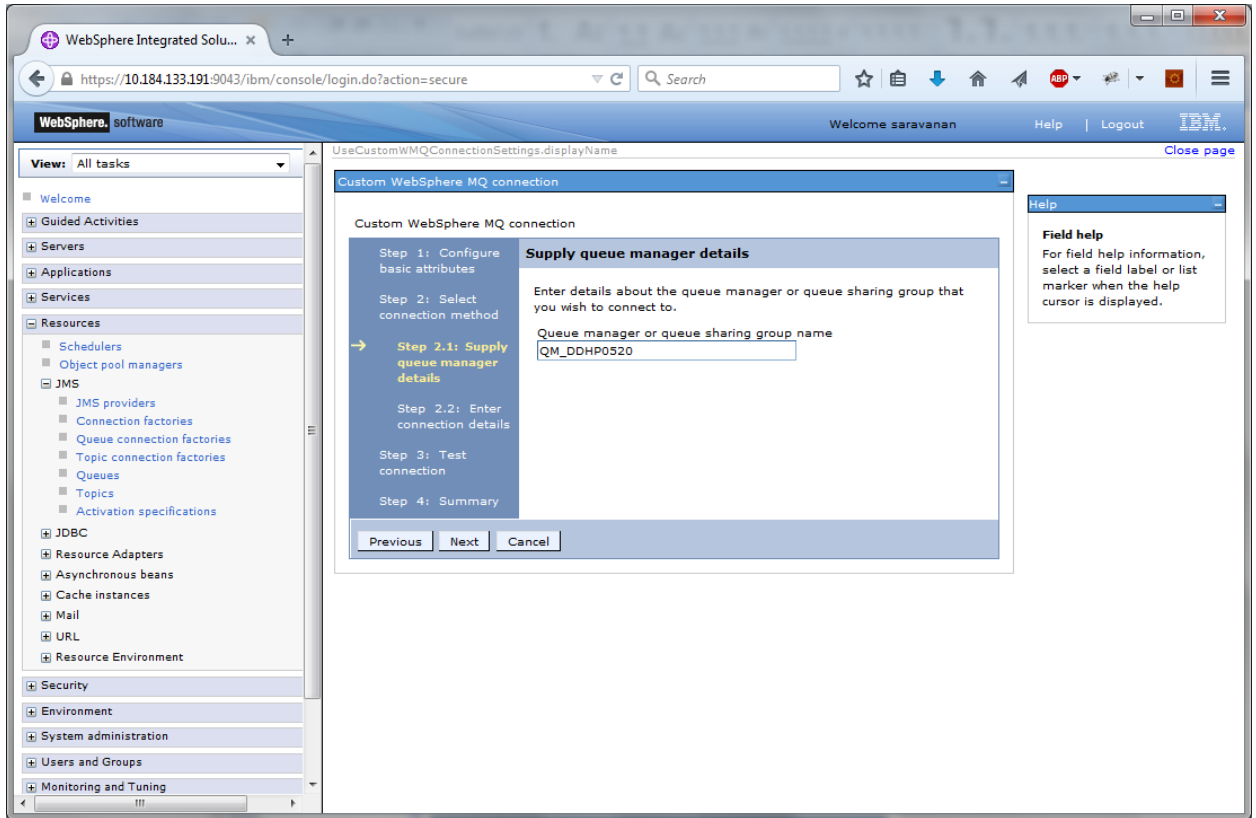 WebSphere Integrated Solu... ×
https://10.184.133.191:9043/ibm/console/login.do?action=secure
Search
ABP
WebSphere. software
Welcome saravanan
Help | Logout
IBM.
View: All tasks
UseCustomWMQConnectionSettings.displayName
Close page
Welcome
Guided Activities
Servers
Applications
Services
Resources
Schedulers
Object pool managers
JMS
JMS providers
Connection factories
Queue connection factories
Topic connection factories
Queues
Topics
Activation specifications
JDBC
Resource Adapters
Asynchronous beans
Cache instances
Mail
URL
Resource Environment
Security
Environment
System administration
Users and Groups
Monitoring and Tuning
Custom WebSphere MQ connection
Custom WebSphere MQ connection
Step 1: Configure
basic attributes
Step 2: Select
connection method
Step 2.1: Supply
queue manager
details
Step 2.2: Enter
connection details
Step 3: Test
connection
Step 4: Summary
Supply queue manager details
Enter details about the queue manager or queue sharing group that
you wish to connect to.
Queue manager or queue sharing group name
QM_DDHP0520
Previous
Next
Cancel
Help
Field help
For field help information,
select a field label or list
marker when the help
cursor is displayed.